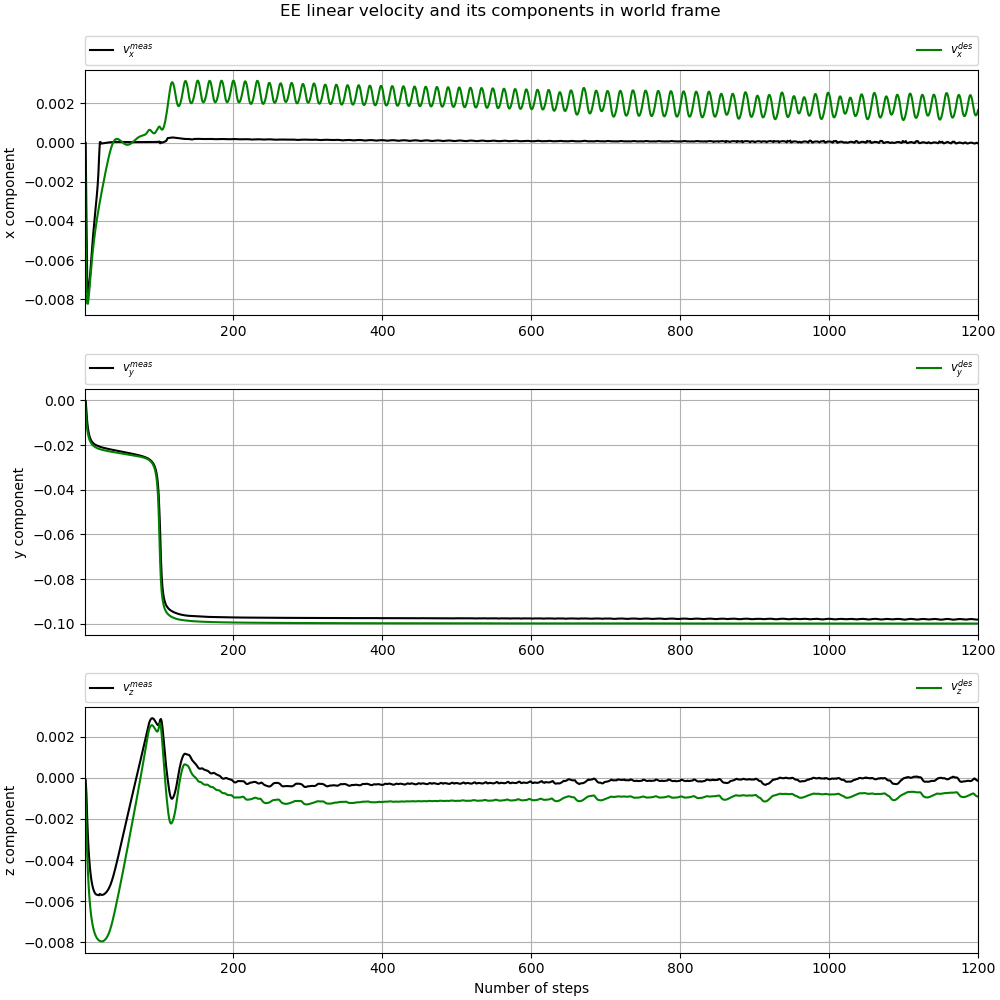 EE linear velocity and its components in world frame
v_x^{meas} v_x^{des}
0.002
0.000
−0.002
−0.004
−0.006
−0.008
x component
200 400 600 800 1000 1200
v_y^{meas} v_y^{des}
0.00
−0.02
−0.04
−0.06
−0.08
−0.10
y component
200 400 600 800 1000 1200
v_z^{meas} v_z^{des}
0.002
0.000
−0.002
−0.004
−0.006
−0.008
z component
200 400 600 800 1000 1200
Number of steps